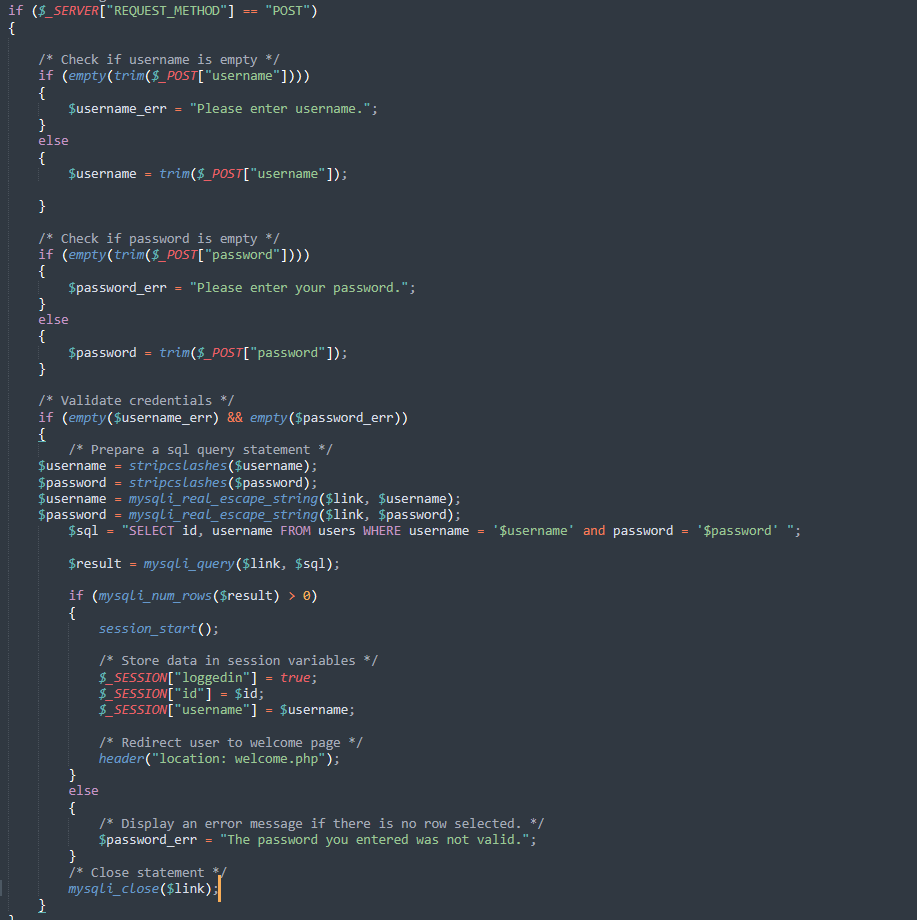 if ($_SERVER["REQUEST_METHOD"] == "POST")
{
/* Check if username is empty */
if (empty(trim($_POST["username"])))
{
$username_err = "Please enter username.";
}
else
{
$username = trim($_POST["username"]);
}
/* Check if password is empty */
if (empty(trim($_POST["password"])))
{
$password_err = "Please enter your password.";
}
else
{
$password = trim($_POST["password"]);
}
/* Validate credentials */
if (empty($username_err) && empty($password_err))
{
/* Prepare a sql query statement */
$username = stripcslashes($username);
$password = stripcslashes($password);
$username = mysqli_real_escape_string($link, $username);
$password = mysqli_real_escape_string($link, $password);
$sql = "SELECT id, username FROM users WHERE username = '$username' and password = '$password' ";
$result = mysqli_query($link, $sql);
if (mysqli_num_rows($result) > 0)
{
session_start();
/* Store data in session variables */
$_SESSION["loggedin"] = true;
$_SESSION["id"] = $id;
$_SESSION["username"] = $username;
/* Redirect user to welcome page */
header("location: welcome.php");
}
else
{
/* Display an error message if there is no row selected. */
$password_err = "The password you entered was not valid.";
}
/* Close statement */
mysqli_close($link);
}
}